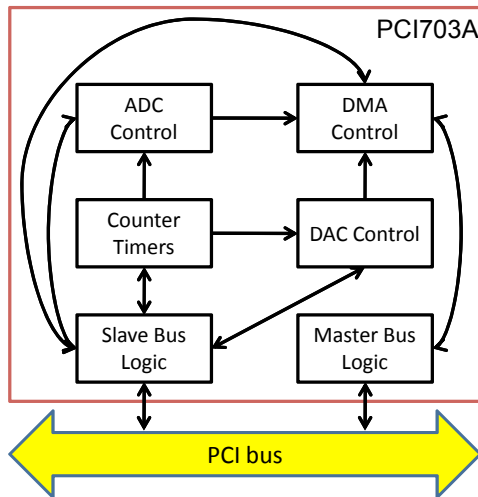 PCI703A
ADC
Control
DMA
Control
Counter
Timers
DAC Control
Slave Bus
Logic
Master Bus
Logic
PCI bus